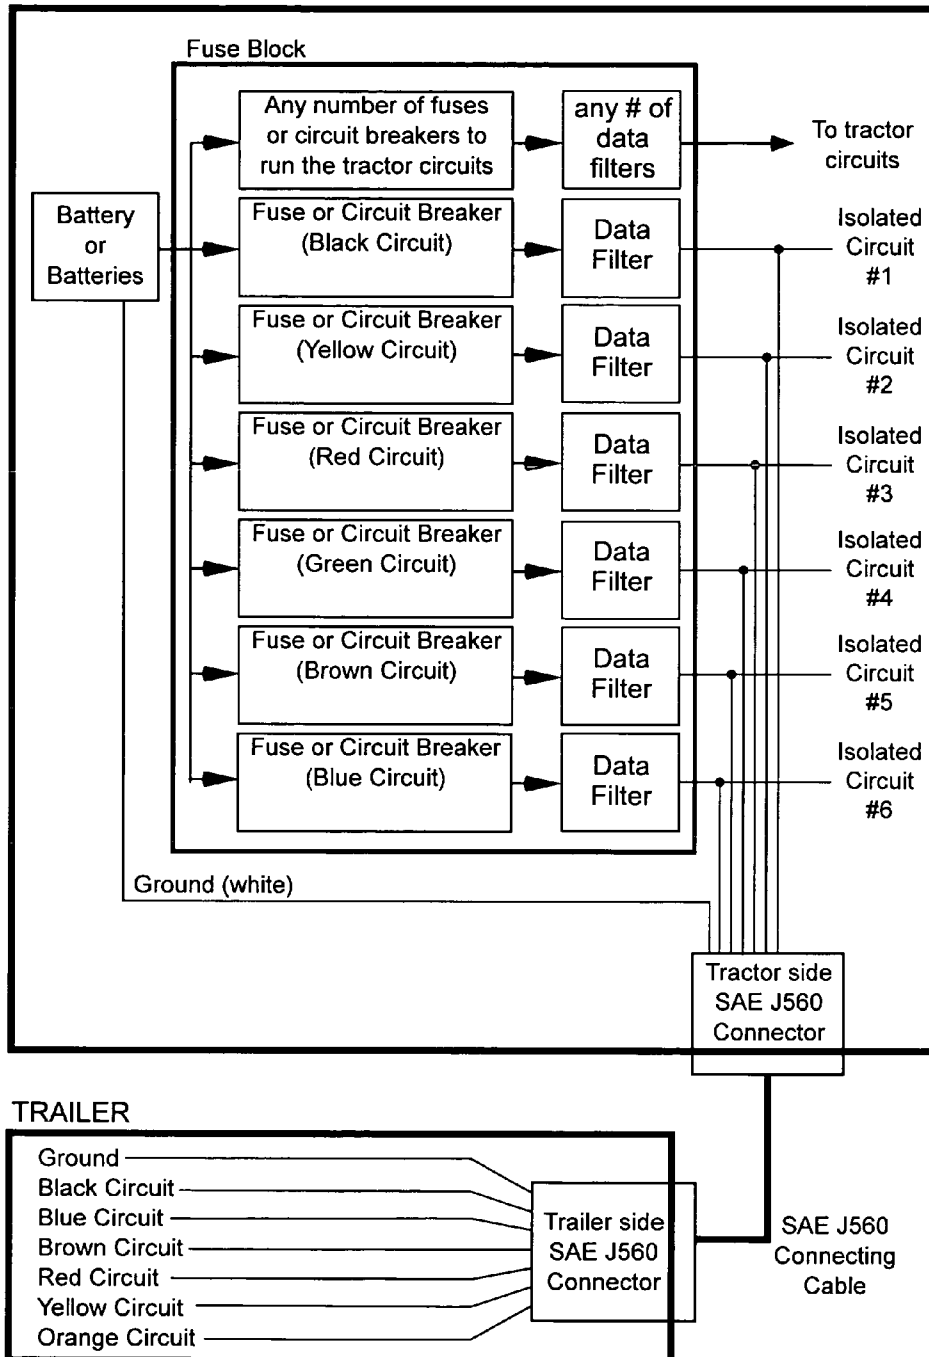 Fuse Block
Any number of fuses
or circuit breakers to
run the tractor circuits
any # of
data
filters
To tractor
circuits
Battery
or
Batteries
Fuse or Circuit Breaker
(Black Circuit)
Data
Filter
Isolated
Circuit
#1
Fuse or Circuit Breaker
(Yellow Circuit)
Data
Filter
Isolated
Circuit
#2
Fuse or Circuit Breaker
(Red Circuit)
Data
Filter
Isolated
Circuit
#3
Fuse or Circuit Breaker
(Green Circuit)
Data
Filter
Isolated
Circuit
#4
Fuse or Circuit Breaker
(Brown Circuit)
Data
Filter
Isolated
Circuit
#5
Fuse or Circuit Breaker
(Blue Circuit)
Data
Filter
Isolated
Circuit
#6
Ground (white)
Tractor side
SAE J560
Connector
TRAILER
Ground
Black Circuit
Blue Circuit
Brown Circuit
Red Circuit
Yellow Circuit
Orange Circuit
Trailer side
SAE J560
Connector
SAE J560
Connecting
Cable